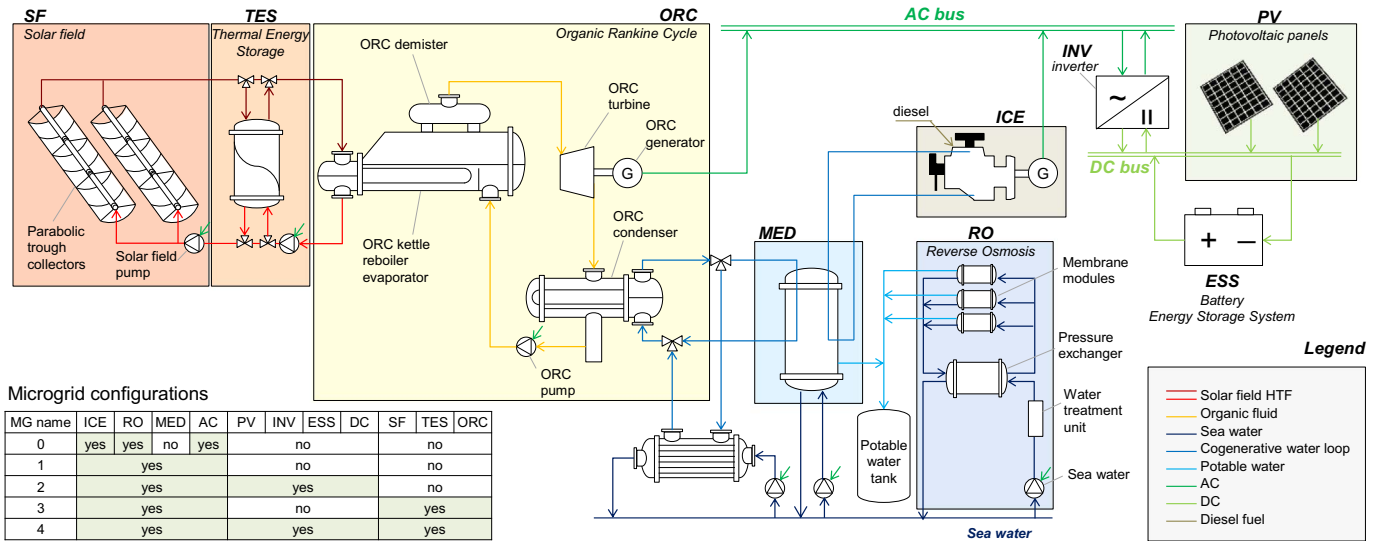 SF
Solar field
TES
Thermal Energy
Storage
ORC
Organic Rankine Cycle
AC bus
PV
Photovoltaic panels
INV
inverter
ORC demister
ORC
turbine
ORC
generator
G
diesel
ICE
G
~
=
DC bus
Parabolic
trough
collectors
Solar field
pump
ORC kettle
reboiler
evaporator
ORC
condenser
ORC
pump
MED
RO
Reverse Osmosis
Membrane
modules
Pressure
exchanger
Water
treatment
unit
Sea water
Potable
water
tank
Sea water
+ −
ESS
Battery
Energy Storage System
Legend
Solar field HTF
Organic fluid
Sea water
Cogenerative water loop
Potable water
AC
DC
Diesel fuel
Microgrid configurations
MG name ICE RO MED AC PV INV ESS DC SF TES ORC
0 yes yes no yes no no
1 yes no no
2 yes yes no
3 yes no yes
4 yes yes yes